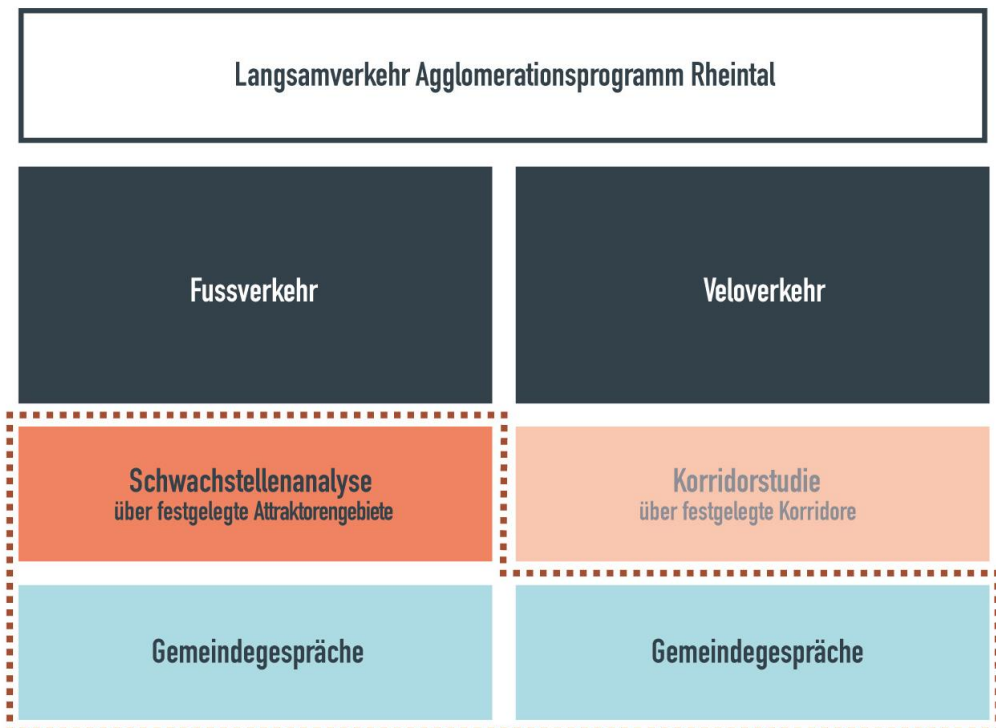 Langsamverkehr Agglomerationsprogramm Rheintal
Fussverkehr
Veloverkehr
Schwachstellenanalyse
über festgelegte Attraktorengebiete
Korridorstudie
über festgelegte Korridore
Gemeindegespräche
Gemeindegespräche